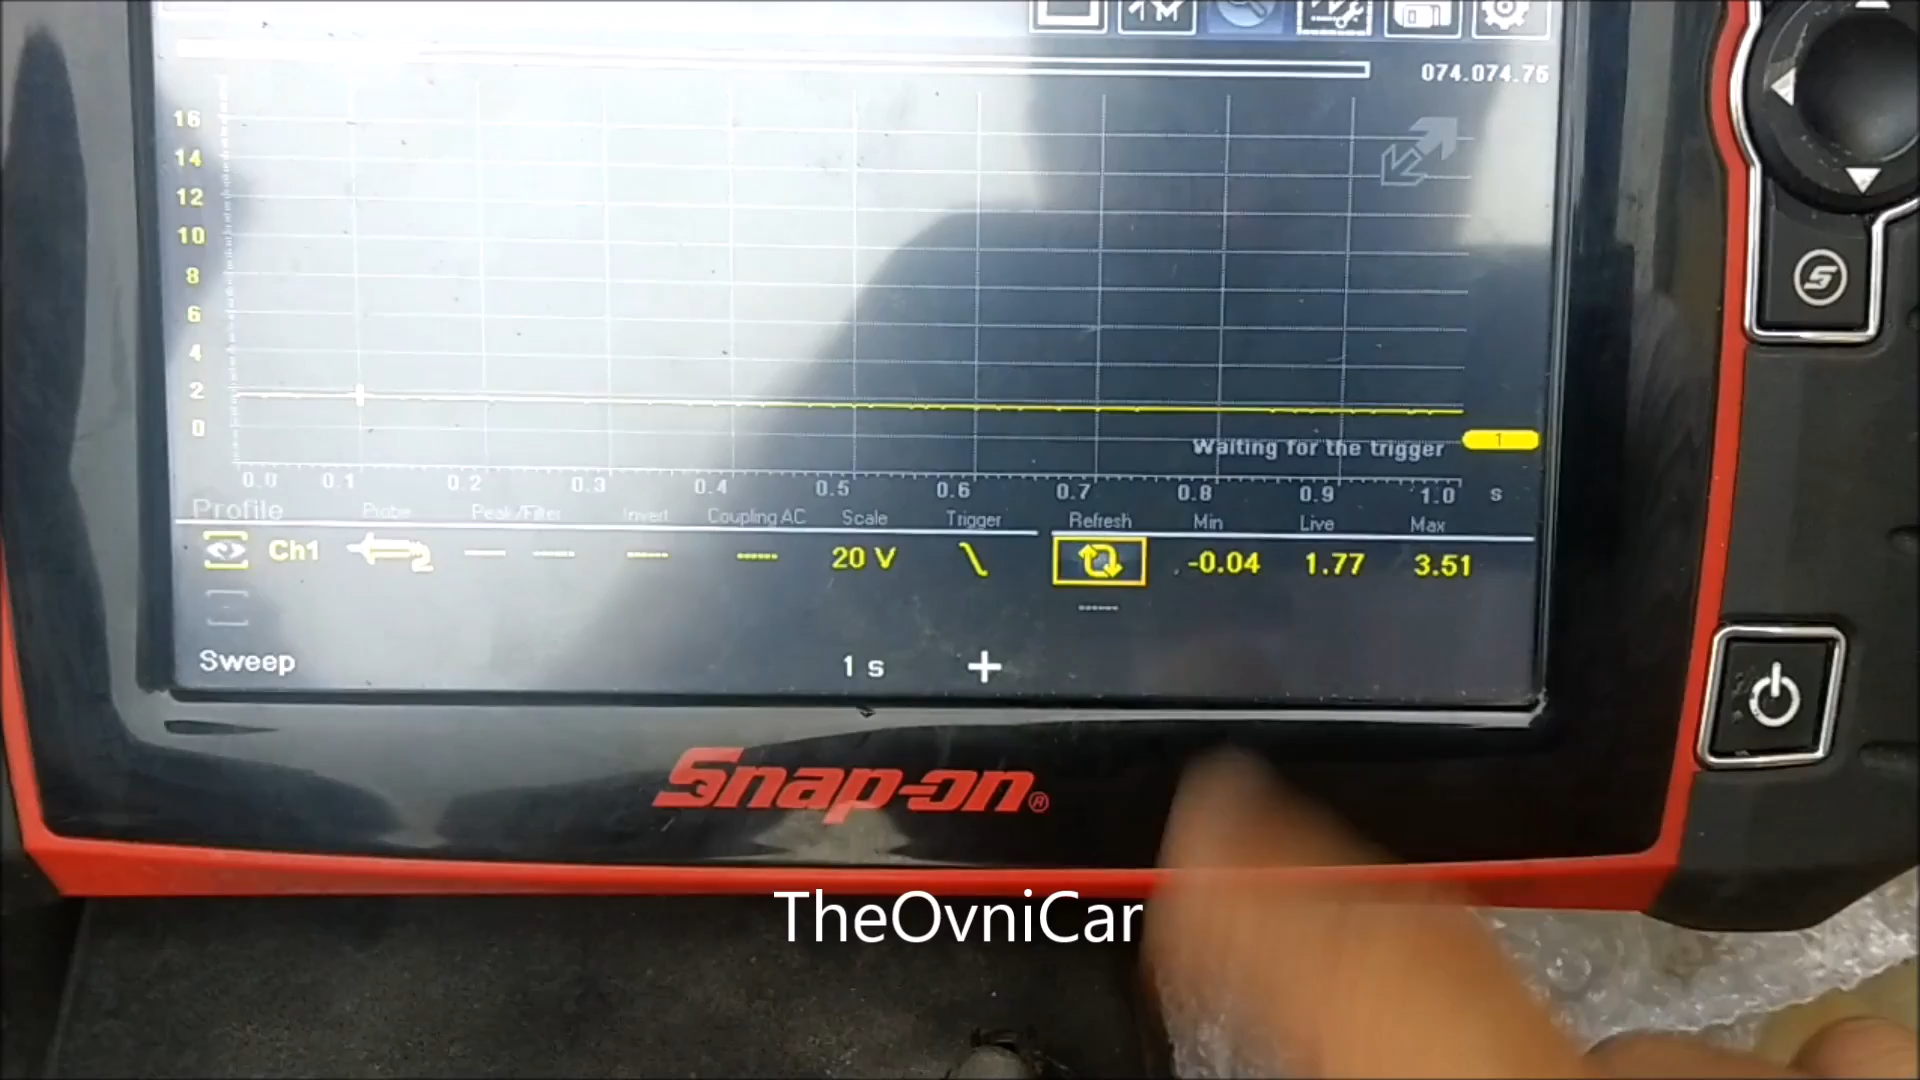 074.074.75
16
14
12
10
8
6
4
2
0
Waiting for the trigger
1
0.0 0.1 0.2 0.3 0.4 0.5 0.6 0.7 0.8 0.9 1.0 s
Profile Probe Peak/Filter Invert Coupling AC Scale Trigger Refresh Min Live Max
Ch1 2 20 V -0.04 1.77 3.51
Sweep 1 s +
Snap-on®
TheOvniCar